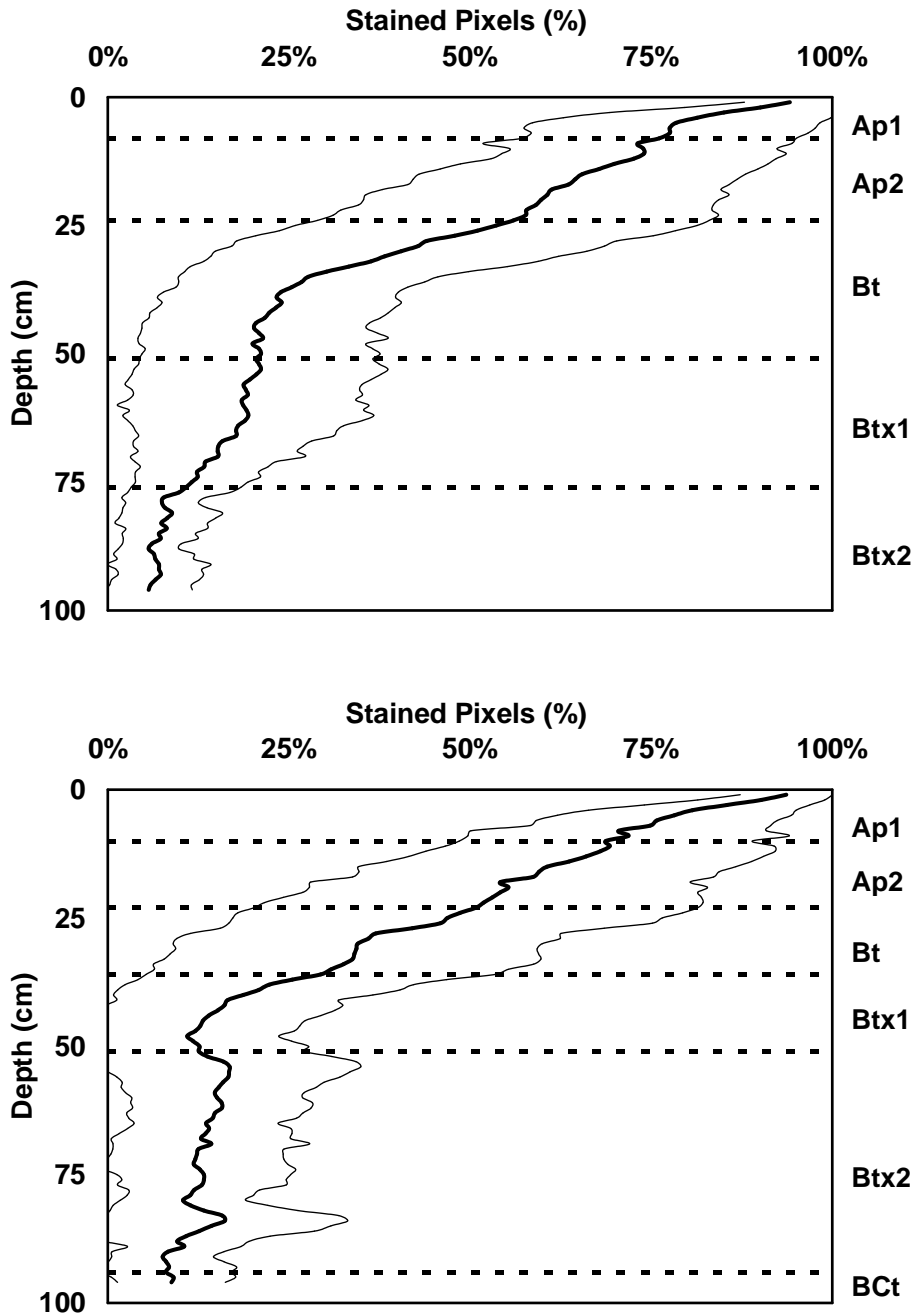 Stained Pixels (%)
0% 25% 50% 75% 100%
0
25
50
75
100
Depth (cm)
Ap1
Ap2
Bt
Btx1
Btx2
Stained Pixels (%)
0% 25% 50% 75% 100%
0
25
50
75
100
Depth (cm)
Ap1
Ap2
Bt
Btx1
Btx2
BCt